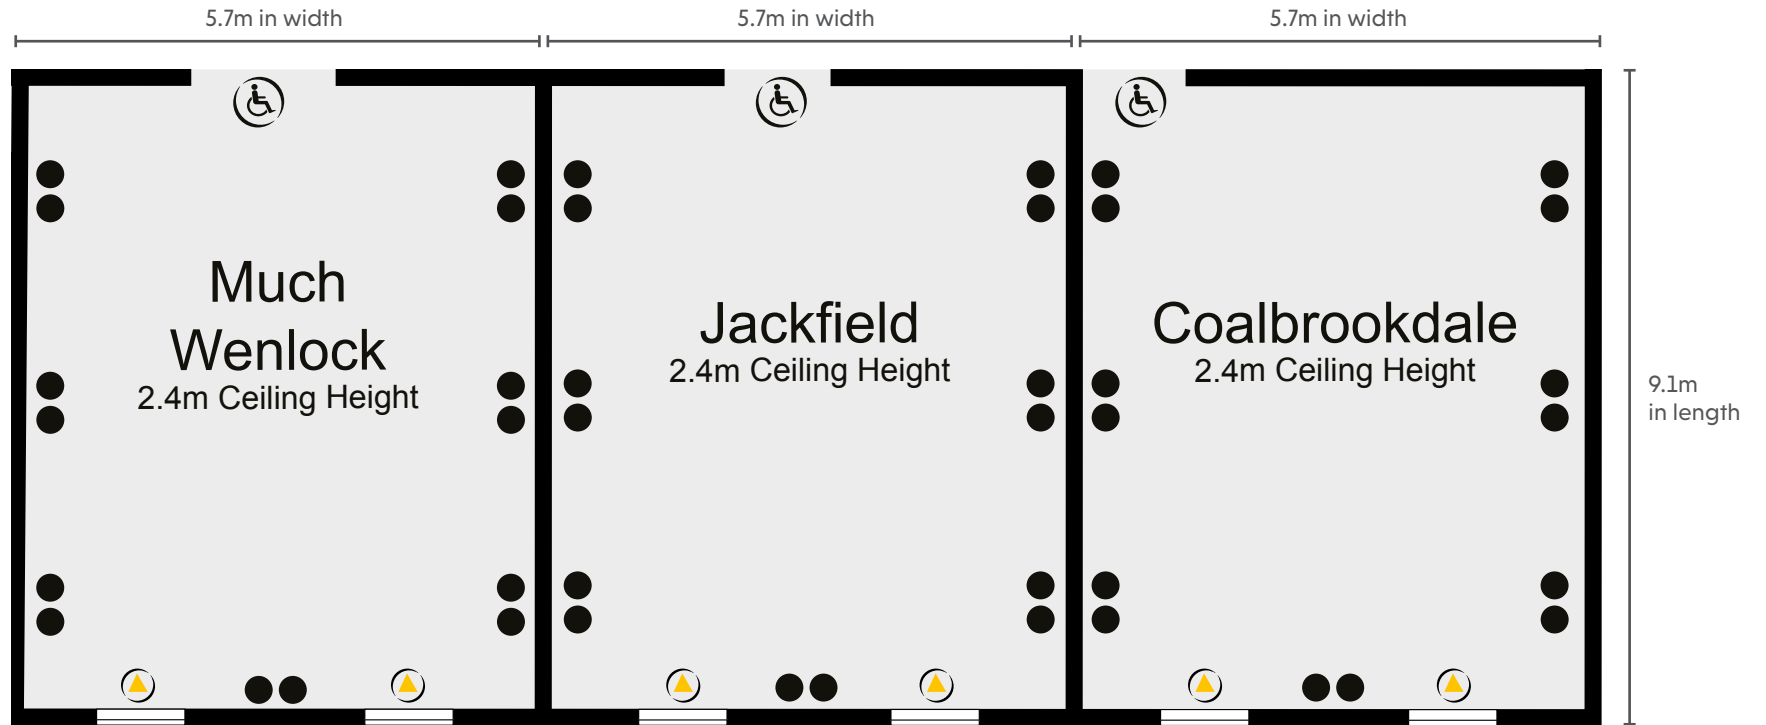 5.7m in width
5.7m in width
5.7m in width
Much
Wenlock
2.4m Ceiling Height
Jackfield
2.4m Ceiling Height
Coalbrookdale
2.4m Ceiling Height
9.1m
in length